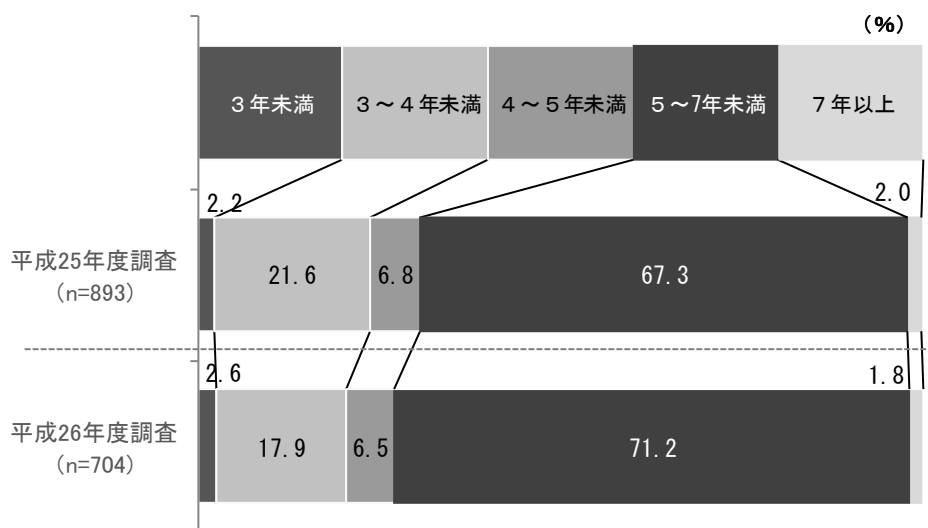 （％）
３年未満
３～４年未満
４～５年未満
５～7年未満
７年以上
2.2
2.0
平成25年度調査
（n=893）
21.6
6.8
67.3
2.6
1.8
平成26年度調査
（n=704）
17.9
6.5
71.2